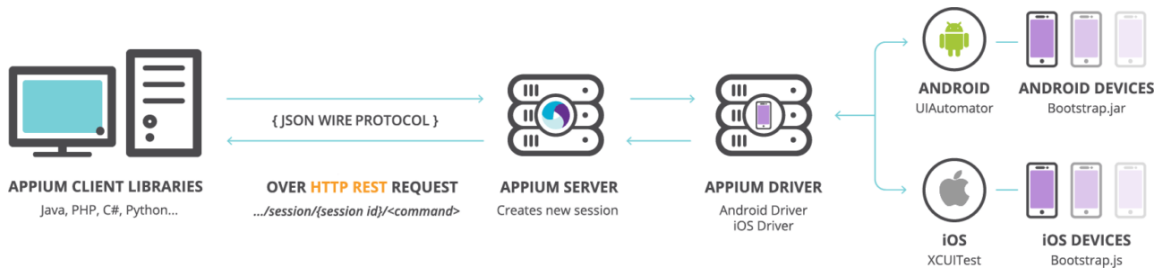 { JSON WIRE PROTOCOL }
APPIUM CLIENT LIBRARIES
Java, PHP, C#, Python...
OVER HTTP REST REQUEST
.../session/{session id}/<command>
APPIUM SERVER
Creates new session
APPIUM DRIVER
Android Driver
iOS Driver
ANDROID
UIAutomator
ANDROID DEVICES
Bootstrap.jar
iOS
XCUITest
iOS DEVICES
Bootstrap.js